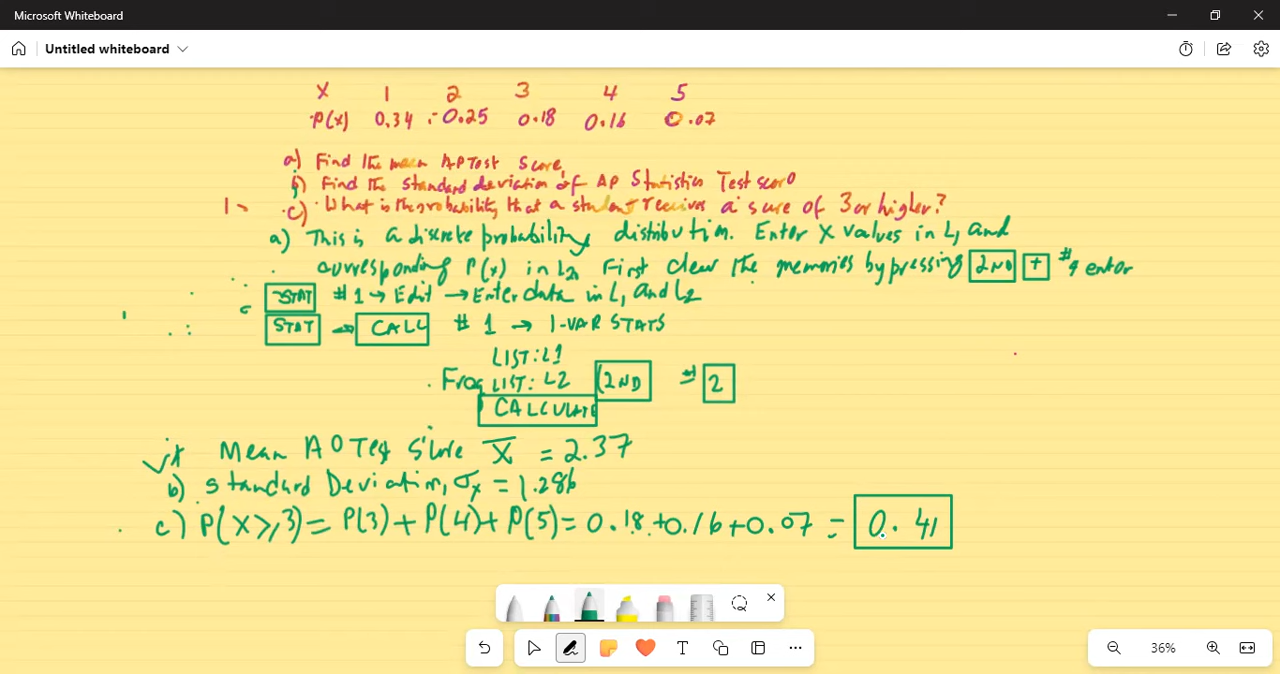 Microsoft Whiteboard
Untitled whiteboard
X 1 2 3 4 5
P(x) 0.34 0.25 0.18 0.16 0.07
a) Find the mean AP Test Score
b) Find the standard deviation of AP Statistics Test score
1- c) What is the probability that a student receives a score of 3 or higher?
a) This is a discrete probability distribution. Enter X values in L1 and
corresponding P(x) in L2 First clear the memories by pressing 2ND + #4 enter
STAT #1 → Edit → Enter data in L1 and L2
STAT → CALC # 1 → 1-VAR STATS
LIST: L1
Freq LIST: L2 (2ND # 2
CALCULATE
Mean AP Test Score x̄ = 2.37
b) Standard Deviation, σx = 1.286
c) P(X ≥ 3) = P(3) + P(4) + P(5) = 0.18 + 0.16 + 0.07 = 0.41
36%